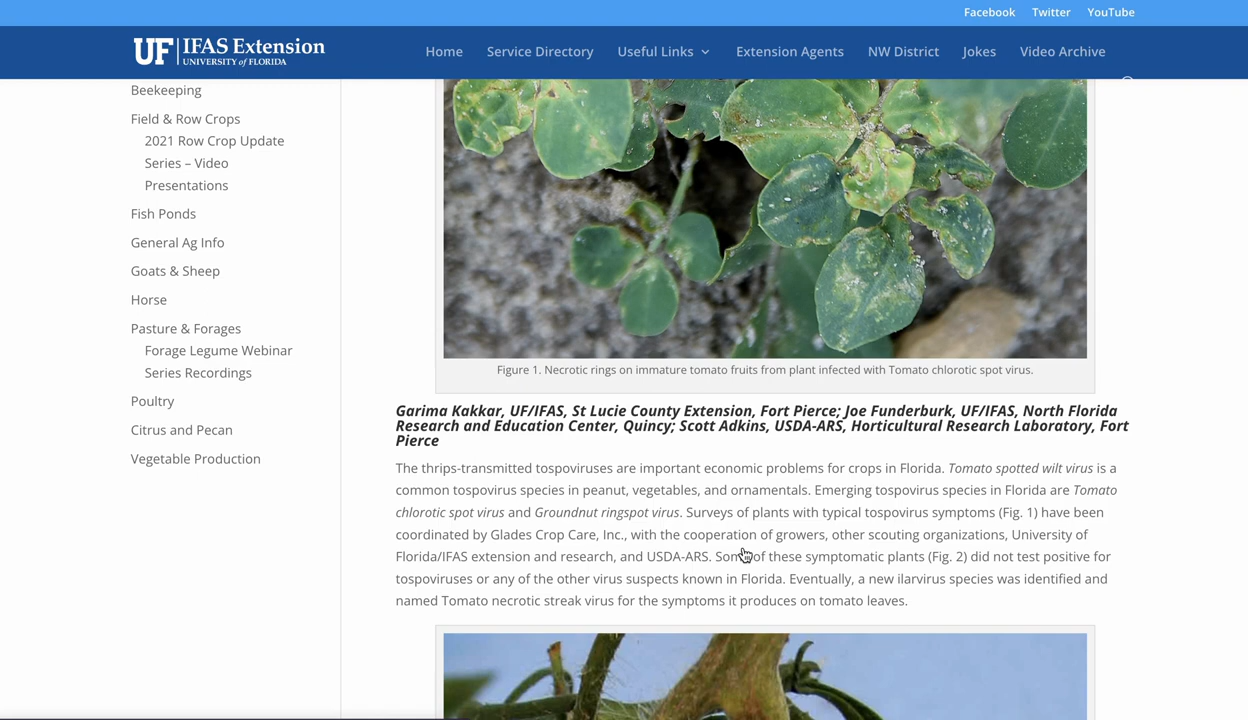 Facebook Twitter YouTube
UF IFAS Extension
UNIVERSITY of FLORIDA
Home Service Directory Useful Links Extension Agents NW District Jokes Video Archive
Beekeeping
Field & Row Crops
2021 Row Crop Update
Series – Video
Presentations
Fish Ponds
General Ag Info
Goats & Sheep
Horse
Pasture & Forages
Forage Legume Webinar
Series Recordings
Poultry
Citrus and Pecan
Vegetable Production
Figure 1. Necrotic rings on immature tomato fruits from plant infected with Tomato chlorotic spot virus.
Garima Kakkar, UF/IFAS, St Lucie County Extension, Fort Pierce; Joe Funderburk, UF/IFAS, North Florida
Research and Education Center, Quincy; Scott Adkins, USDA-ARS, Horticultural Research Laboratory, Fort
Pierce
The thrips-transmitted tospoviruses are important economic problems for crops in Florida. Tomato spotted wilt virus is a
common tospovirus species in peanut, vegetables, and ornamentals. Emerging tospovirus species in Florida are Tomato
chlorotic spot virus and Groundnut ringspot virus. Surveys of plants with typical tospovirus symptoms (Fig. 1) have been
coordinated by Glades Crop Care, Inc., with the cooperation of growers, other scouting organizations, University of
Florida/IFAS extension and research, and USDA-ARS. Some of these symptomatic plants (Fig. 2) did not test positive for
tospoviruses or any of the other virus suspects known in Florida. Eventually, a new ilarvirus species was identified and
named Tomato necrotic streak virus for the symptoms it produces on tomato leaves.